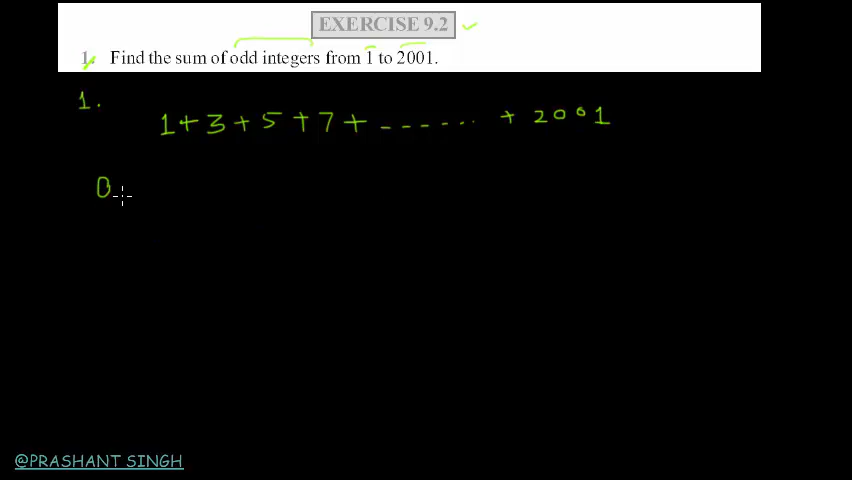 EXERCISE 9.2
1. Find the sum of odd integers from 1 to 2001.
1.
1+3+5+7+ ------... + 2001
0
@PRASHANT SINGH